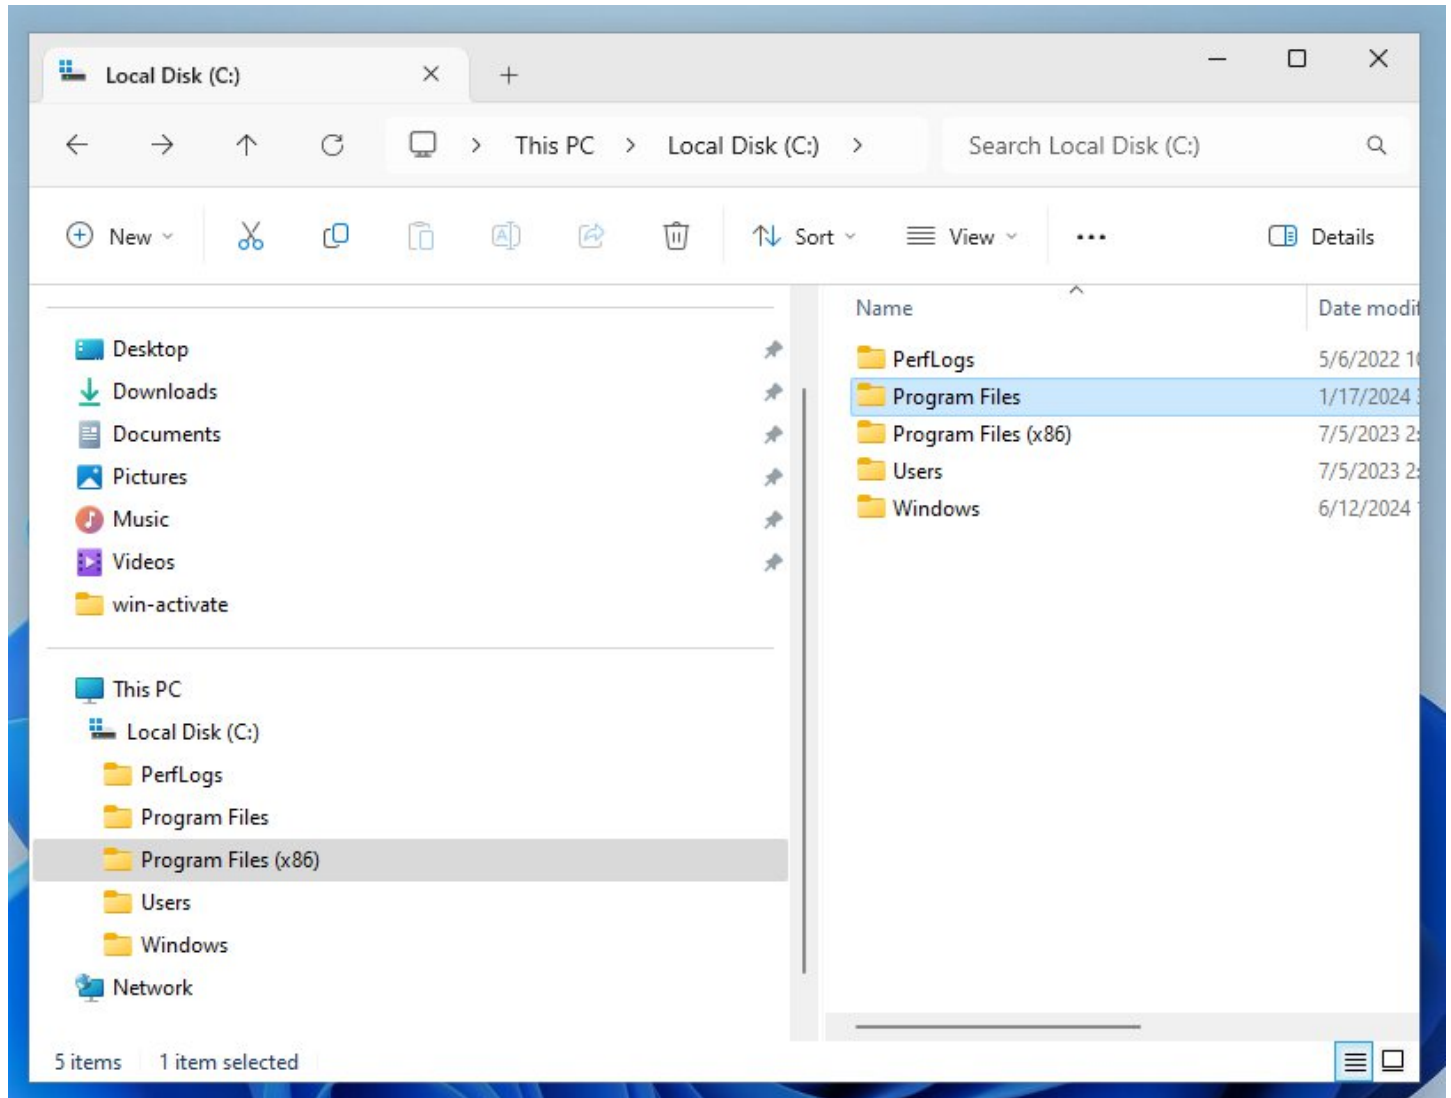 Local Disk (C:)
This PC > Local Disk (C:) >
Search Local Disk (C:)
New
Sort
View
Details
Name
Date modif
Desktop
Downloads
Documents
Pictures
Music
Videos
win-activate
This PC
Local Disk (C:)
PerfLogs
Program Files
Program Files (x86)
Users
Windows
Network
PerfLogs 5/6/2022
Program Files 1/17/2024
Program Files (x86) 7/5/2023
Users 7/5/2023
Windows 6/12/2024
5 items
1 item selected